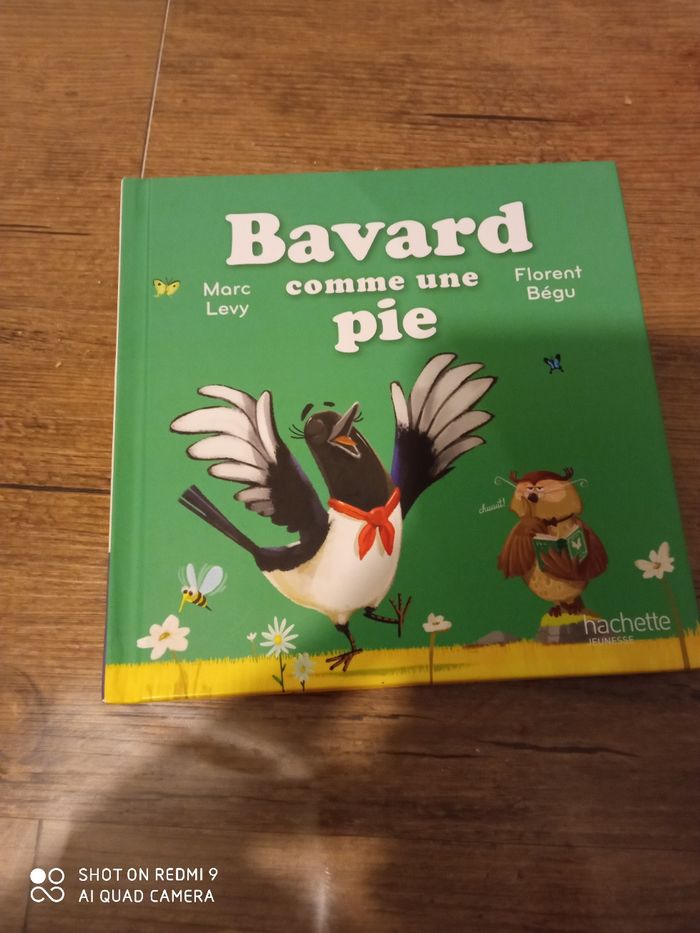 Bavard
comme une
pie
Marc
Levy
Florent
Bégu
chuuut!
hachette
JEUNESSE
SHOT ON REDMI 9
AI QUAD CAMERA